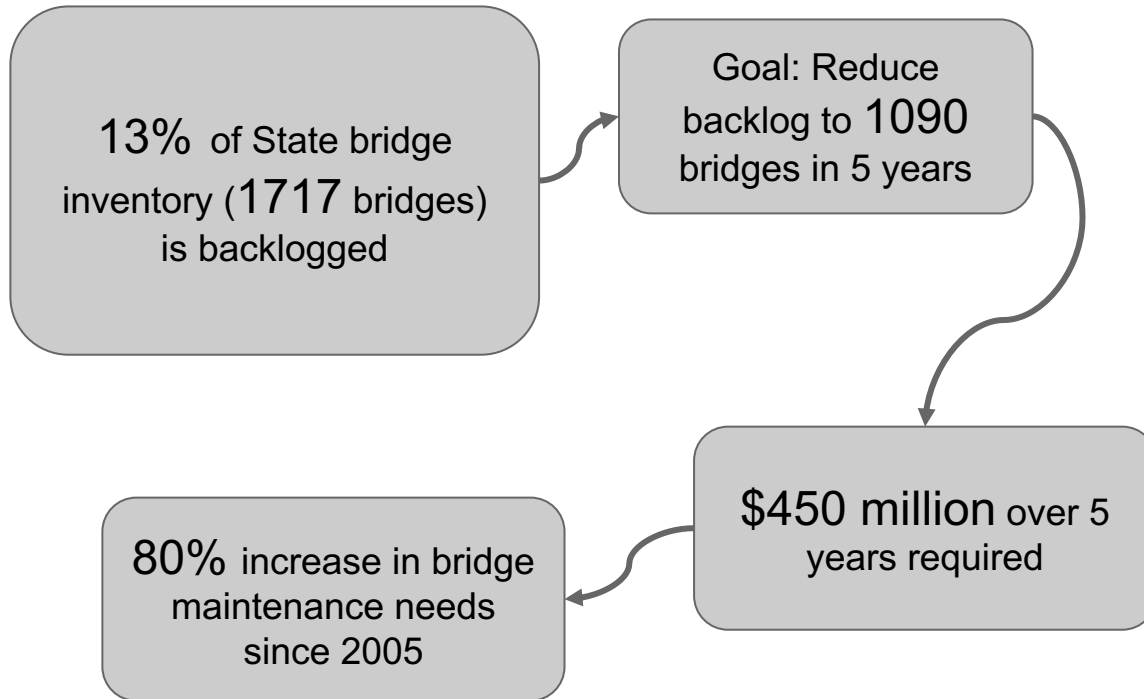 13% of State bridge
inventory (1717 bridges)
is backlogged
Goal: Reduce
backlog to 1090
bridges in 5 years
$450 million over 5
years required
80% increase in bridge
maintenance needs
since 2005